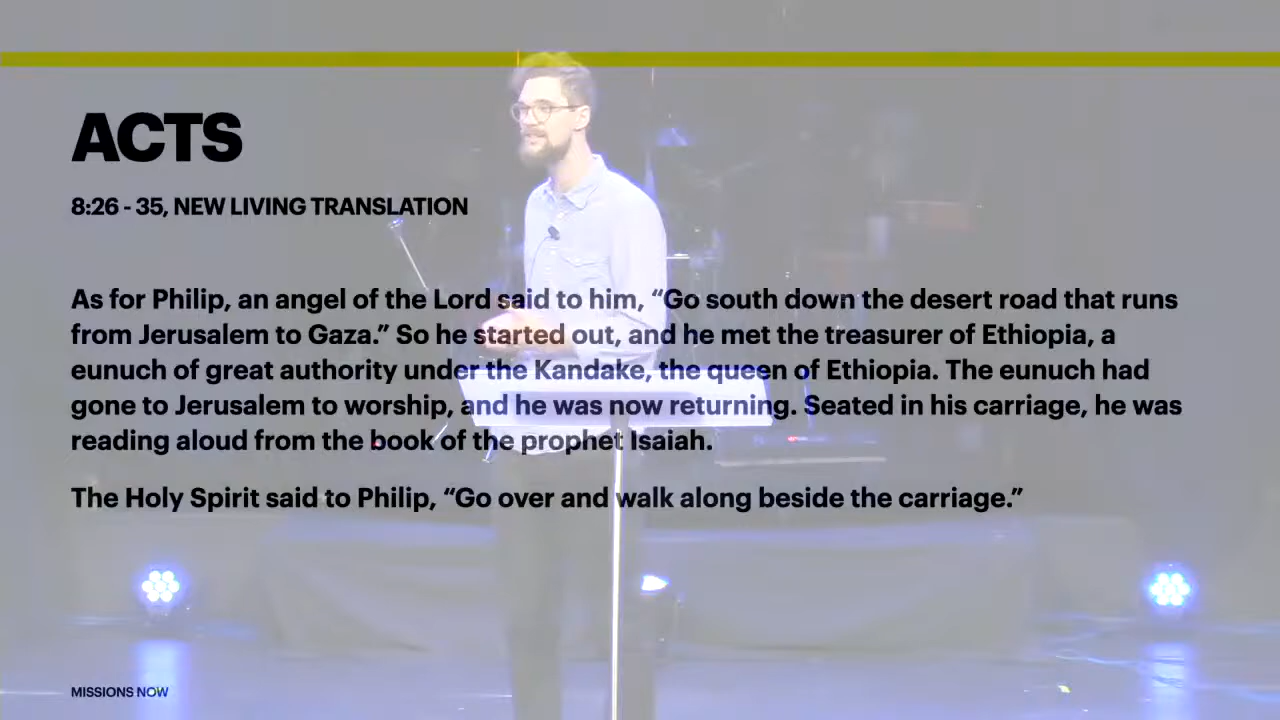 ACTS
8:26 - 35, NEW LIVING TRANSLATION
As for Philip, an angel of the Lord said to him, “Go south down the desert road that runs
from Jerusalem to Gaza.” So he started out, and he met the treasurer of Ethiopia, a
eunuch of great authority under the Kandake, the queen of Ethiopia. The eunuch had
gone to Jerusalem to worship, and he was now returning. Seated in his carriage, he was
reading aloud from the book of the prophet Isaiah.
The Holy Spirit said to Philip, “Go over and walk along beside the carriage.”
MISSIONS NOW